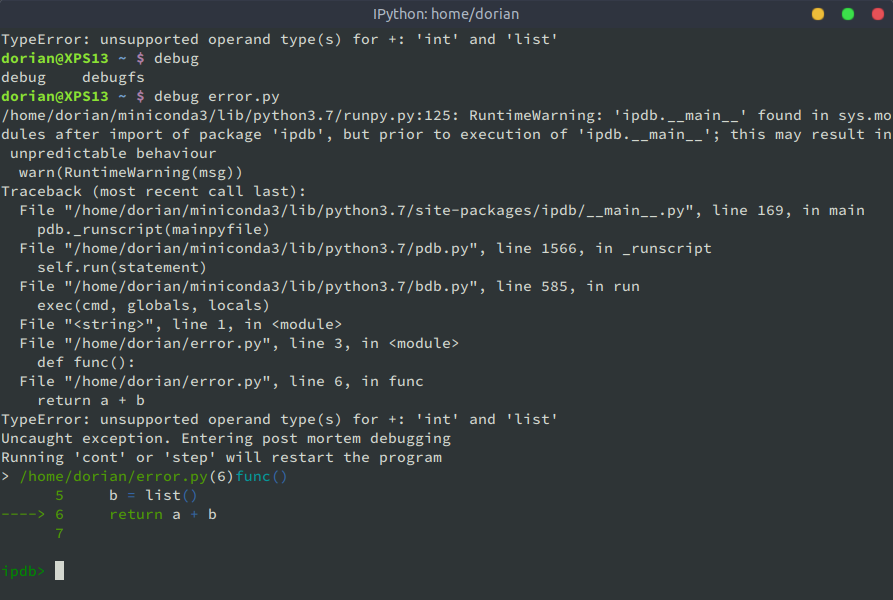 IPython: home/dorian
TypeError: unsupported operand type(s) for +: 'int' and 'list'
dorian@XPS13 ~ $ debug
debug    debugfs
dorian@XPS13 ~ $ debug error.py
/home/dorian/miniconda3/lib/python3.7/runpy.py:125: RuntimeWarning: 'ipdb.__main__' found in sys.mo
dules after import of package 'ipdb', but prior to execution of 'ipdb.__main__'; this may result in
 unpredictable behaviour
  warn(RuntimeWarning(msg))
Traceback (most recent call last):
  File "/home/dorian/miniconda3/lib/python3.7/site-packages/ipdb/__main__.py", line 169, in main
    pdb._runscript(mainpyfile)
  File "/home/dorian/miniconda3/lib/python3.7/pdb.py", line 1566, in _runscript
    self.run(statement)
  File "/home/dorian/miniconda3/lib/python3.7/bdb.py", line 585, in run
    exec(cmd, globals, locals)
  File "<string>", line 1, in <module>
  File "/home/dorian/error.py", line 3, in <module>
    def func():
  File "/home/dorian/error.py", line 6, in func
    return a + b
TypeError: unsupported operand type(s) for +: 'int' and 'list'
Uncaught exception. Entering post mortem debugging
Running 'cont' or 'step' will restart the program
> /home/dorian/error.py(6)func()
      5     b = list()
----> 6     return a + b
      7
ipdb>